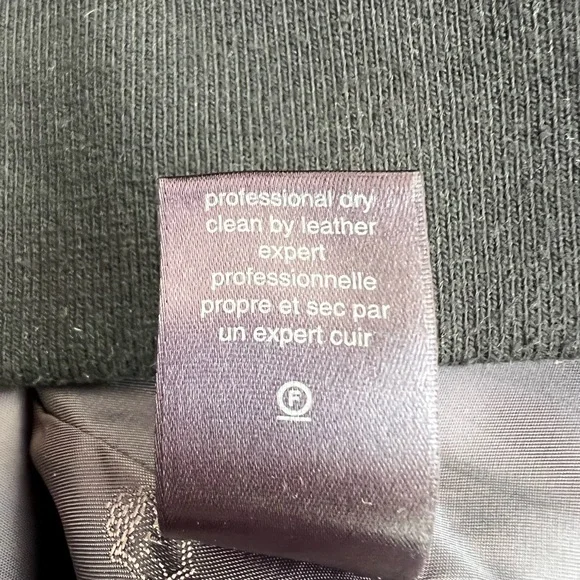 professional dry
clean by leather
expert
professionnelle
propre et sec par
un expert cuir
F